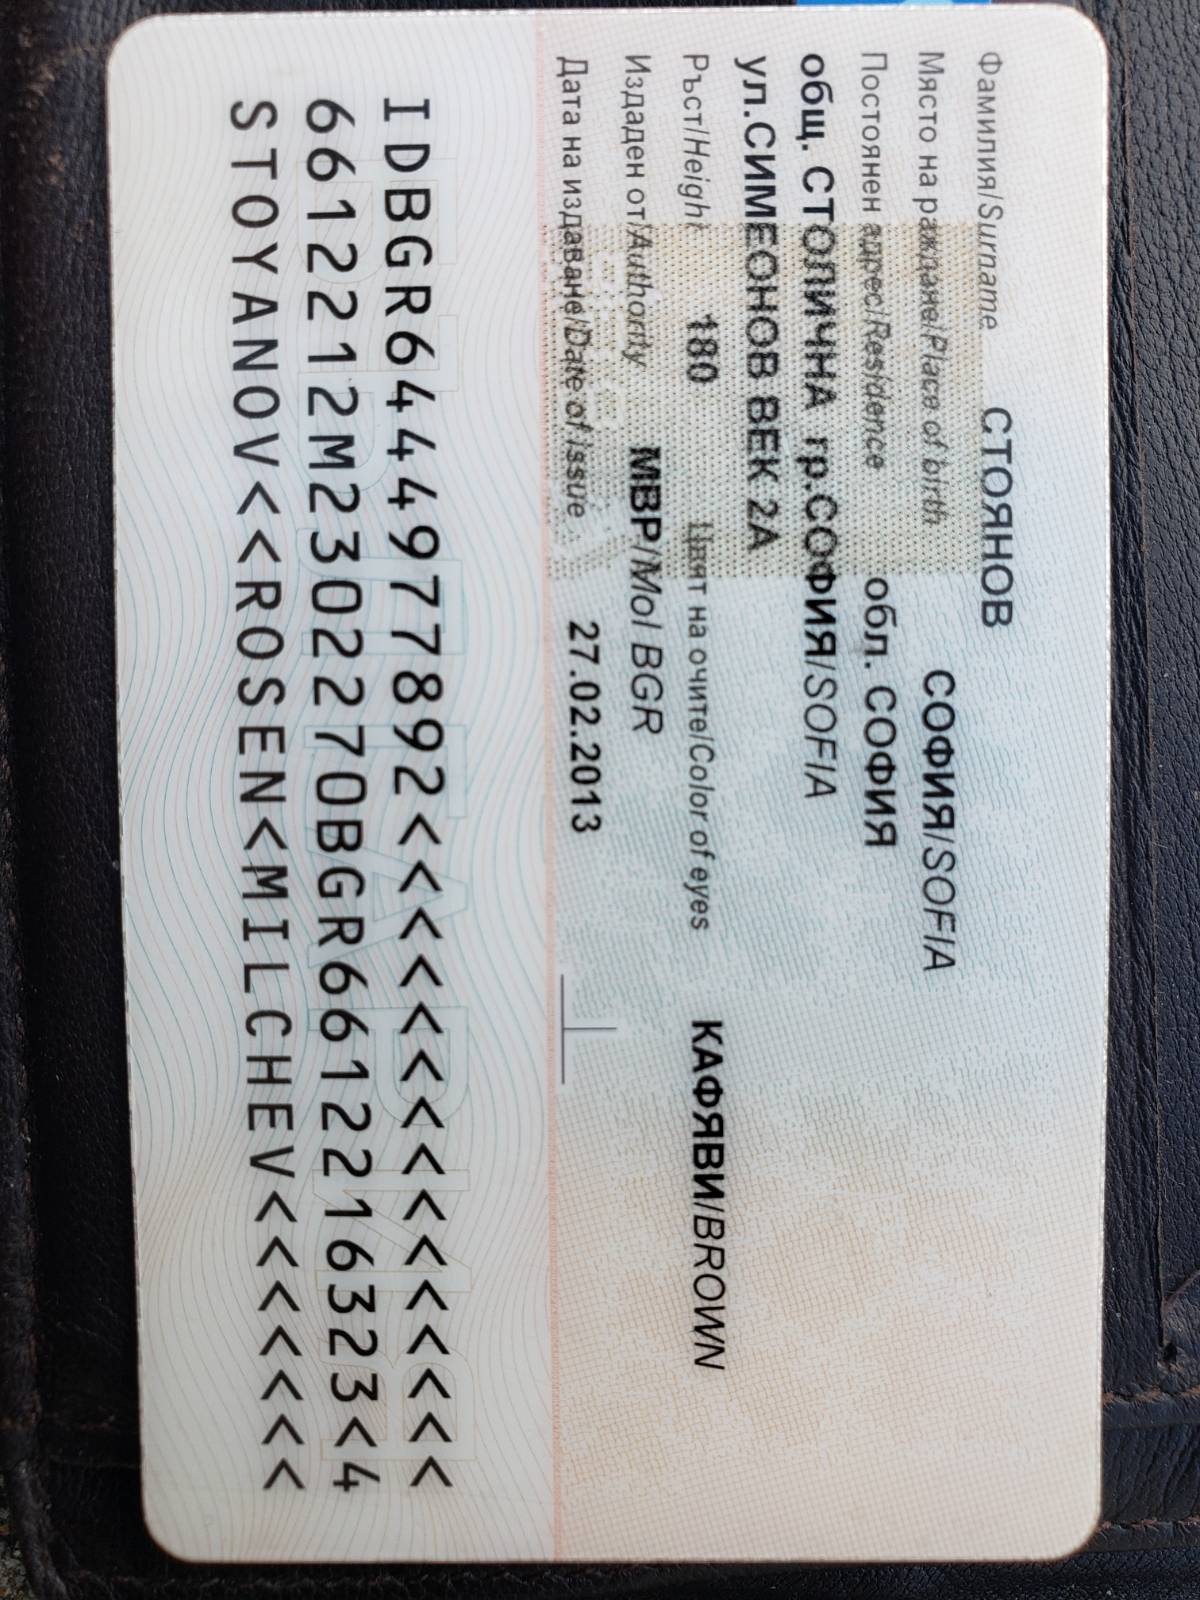 Фамилия/Surname СТОЯНОВ
Място на раждане/Place of birth СОФИЯ/SOFIA
Постоянен адрес/Residence обл. СОФИЯ
общ. СТОЛИЧНА гр.СОФИЯ/SOFIA
ул.СИМЕОНОВ ВЕК 2А
Ръст/Height 180 Цвят на очите/Color of eyes КАФЯВИ/BROWN
Издаден от/Authority МВР/MoI BGR
Дата на издаване/Date of issue 27.02.2013
IDBGR6444977892<<<<<<<<<<<<<<<
6612212M2302270BGR6612216323<4
STOYANOV<<ROSEN<MILCHEV<<<<<<<